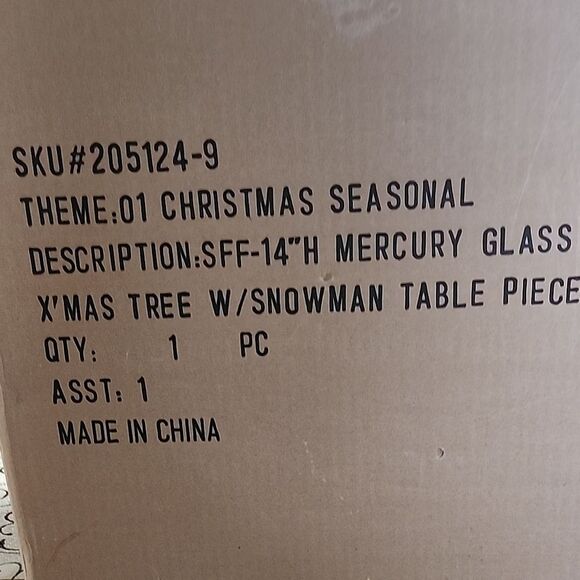 SKU#205124-9
THEME:01 CHRISTMAS SEASONAL
DESCRIPTION:SFF-14"H MERCURY GLASS
X'MAS TREE W/SNOWMAN TABLE PIECE
QTY: 1 PC
ASST: 1
MADE IN CHINA